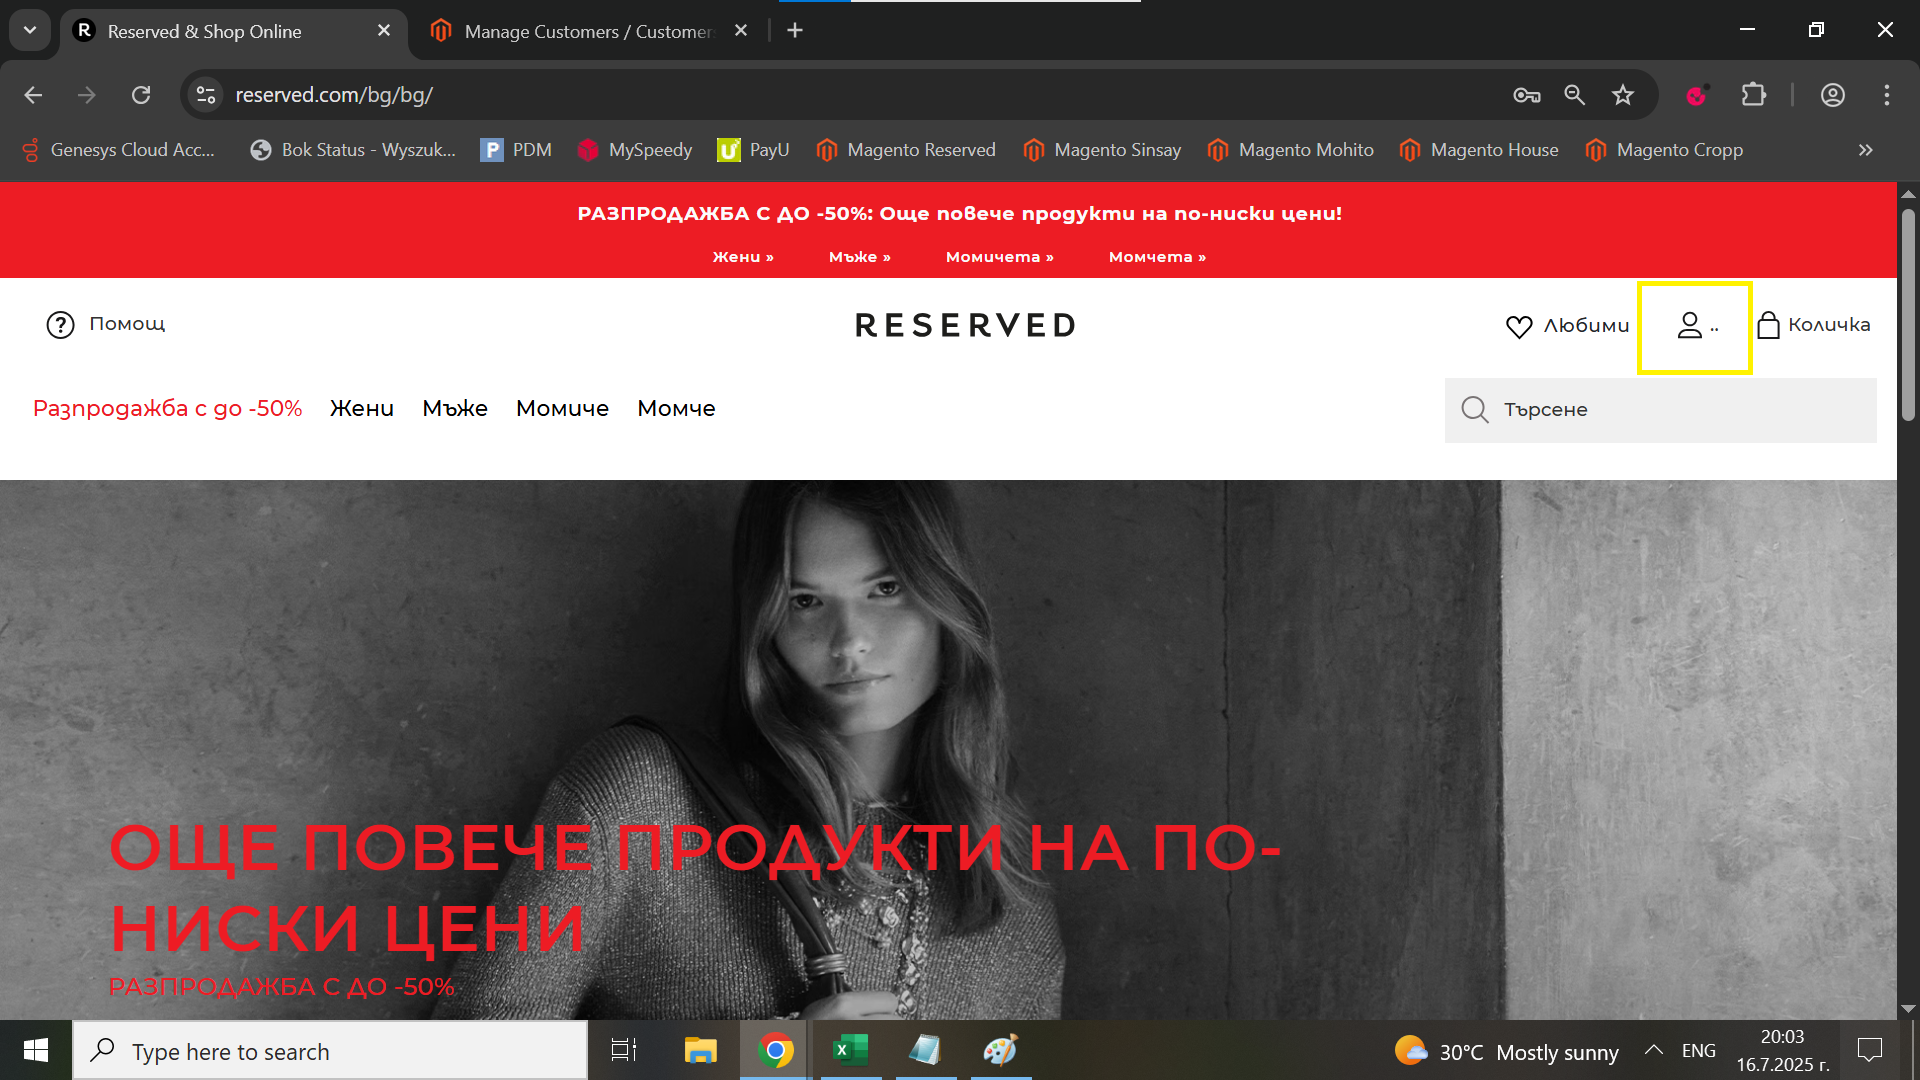 R Reserved & Shop Online
Manage Customers / Customer
reserved.com/bg/bg/
Genesys Cloud Acc...
Bok Status - Wyszuk...
P PDM
MySpeedy
U PayU
Magento Reserved
Magento Sinsay
Magento Mohito
Magento House
Magento Cropp
»
РАЗПРОДАЖБА С ДО -50%: Още повече продукти на по-ниски цени!
Жени » Мъже » Момичета » Момчета »
? Помощ
RESERVED
Любими
..
Количка
Разпродажба с до -50% Жени Мъже Момиче Момче
Търсене
ОЩЕ ПОВЕЧЕ ПРОДУКТИ НА ПО-
НИСКИ ЦЕНИ
РАЗПРОДАЖБА С ДО -50%
Type here to search
30°C Mostly sunny
ENG
20:03
16.7.2025 г.